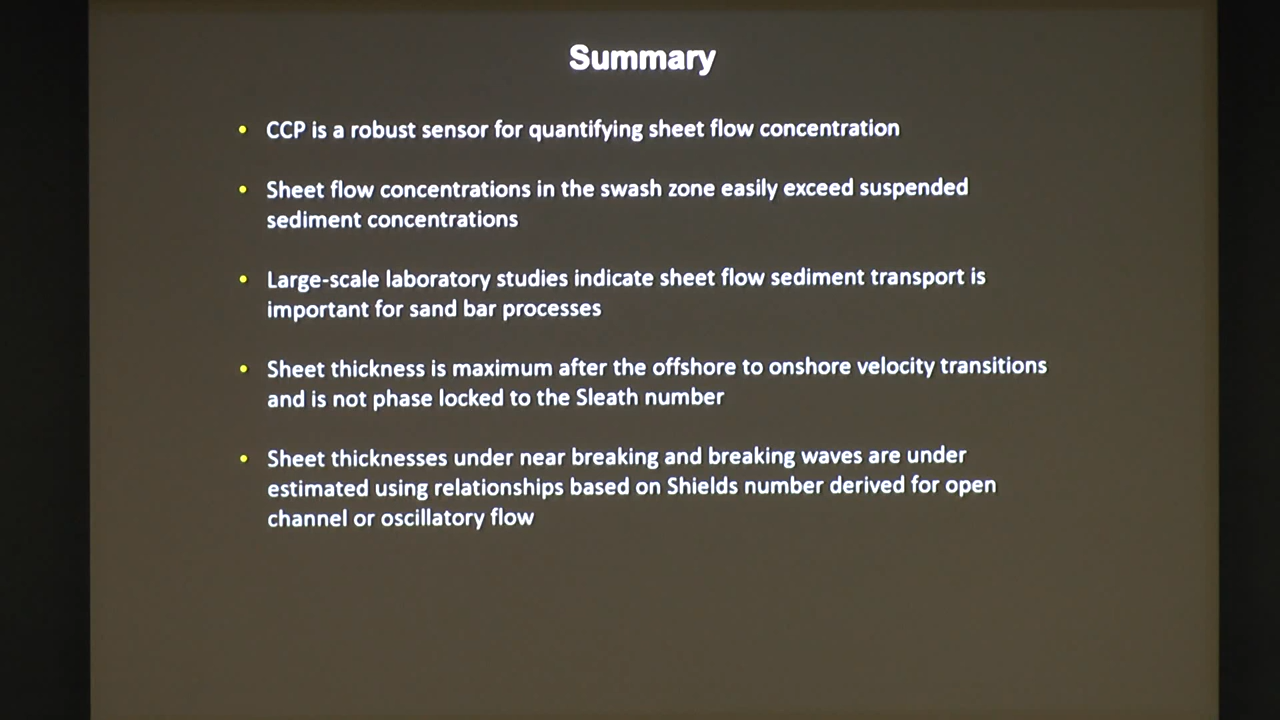 Summary
• CCP is a robust sensor for quantifying sheet flow concentration
• Sheet flow concentrations in the swash zone easily exceed suspended
sediment concentrations
• Large-scale laboratory studies indicate sheet flow sediment transport is
important for sand bar processes
• Sheet thickness is maximum after the offshore to onshore velocity transitions
and is not phase locked to the Sleath number
• Sheet thicknesses under near breaking and breaking waves are under
estimated using relationships based on Shields number derived for open
channel or oscillatory flow